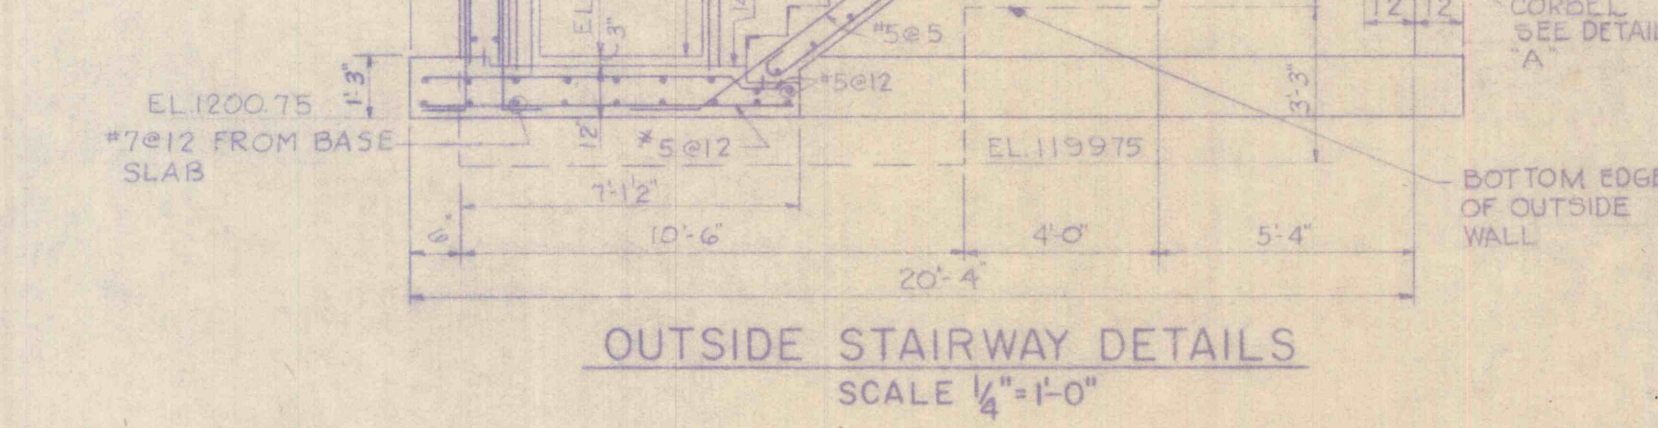 #5@5
12 12
CORBEL
SEE DETAIL
"A"
3"
1'-3"
EL.1200.75
#5@12
3'-3"
#7@12 FROM BASE
SLAB
12"
#5@12
EL.1199.75
BOTTOM EDGE
OF OUTSIDE
WALL
7'-1½"
6"
10'-6"
4'-0"
5'-4"
20'-4"
OUTSIDE STAIRWAY DETAILS
SCALE ¼"=1'-0"